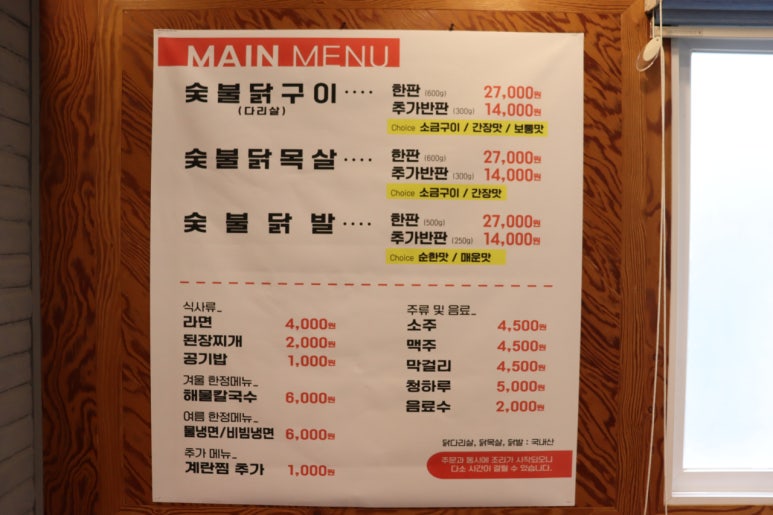 MAIN MENU
숯불닭구이 ···· 한판 (600g) 27,000원
(다리살) 추가반판 (300g) 14,000원
Choice 소금구이 / 간장맛 / 보통맛
숯불닭목살 ···· 한판 (600g) 27,000원
추가반판 (300g) 14,000원
Choice 소금구이 / 간장맛
숯불닭발 ···· 한판 (500g) 27,000원
추가반판 (250g) 14,000원
Choice 순한맛 / 매운맛
식사류_
라면 4,000원
된장찌개 2,000원
공기밥 1,000원
겨울 한정메뉴_
해물칼국수 6,000원
여름 한정메뉴_
물냉면/비빔냉면 6,000원
추가 메뉴_
계란찜 추가 1,000원
주류 및 음료_
소주 4,500원
맥주 4,500원
막걸리 4,500원
청하루 5,000원
음료수 2,000원
닭다리살, 닭목살, 닭발 : 국내산
주문과 동시에 조리가 시작되오니
다소 시간이 걸릴 수 있습니다.